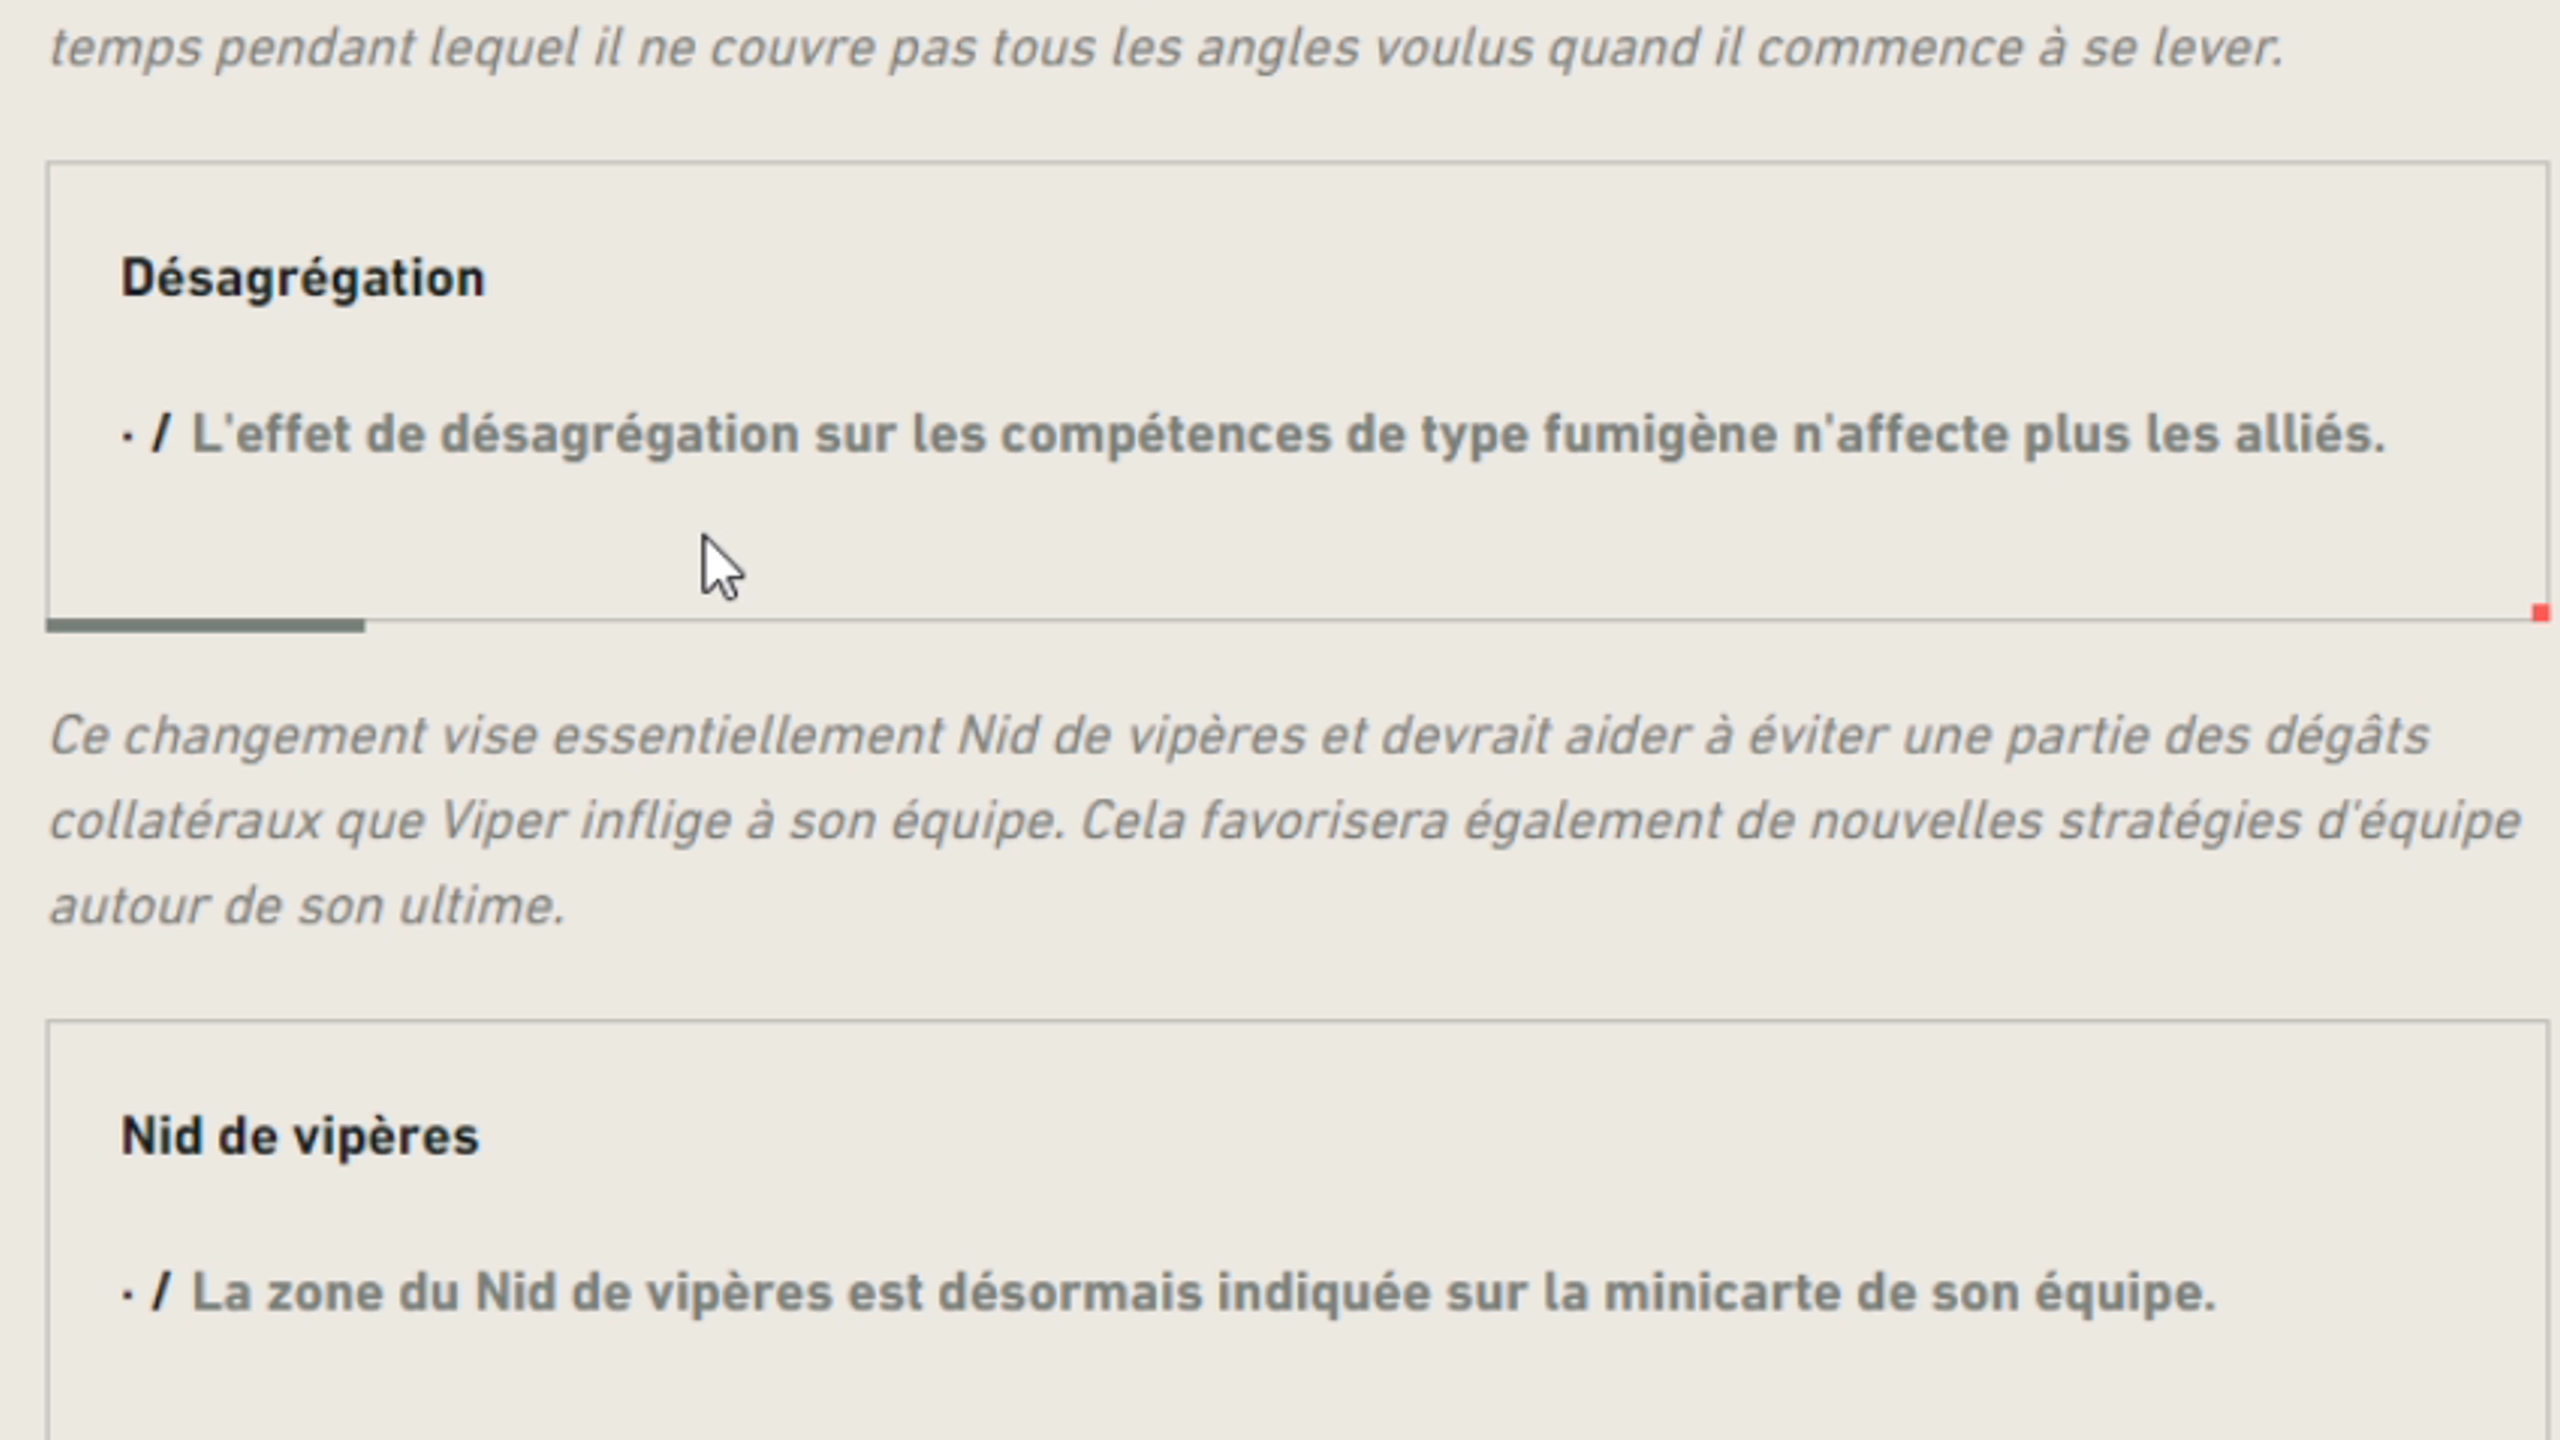 temps pendant lequel il ne couvre pas tous les angles voulus quand il commence à se lever.
Désagrégation
· / L'effet de désagrégation sur les compétences de type fumigène n'affecte plus les alliés.
Ce changement vise essentiellement Nid de vipères et devrait aider à éviter une partie des dégâts
collatéraux que Viper inflige à son équipe. Cela favorisera également de nouvelles stratégies d'équipe
autour de son ultime.
Nid de vipères
· / La zone du Nid de vipères est désormais indiquée sur la minicarte de son équipe.